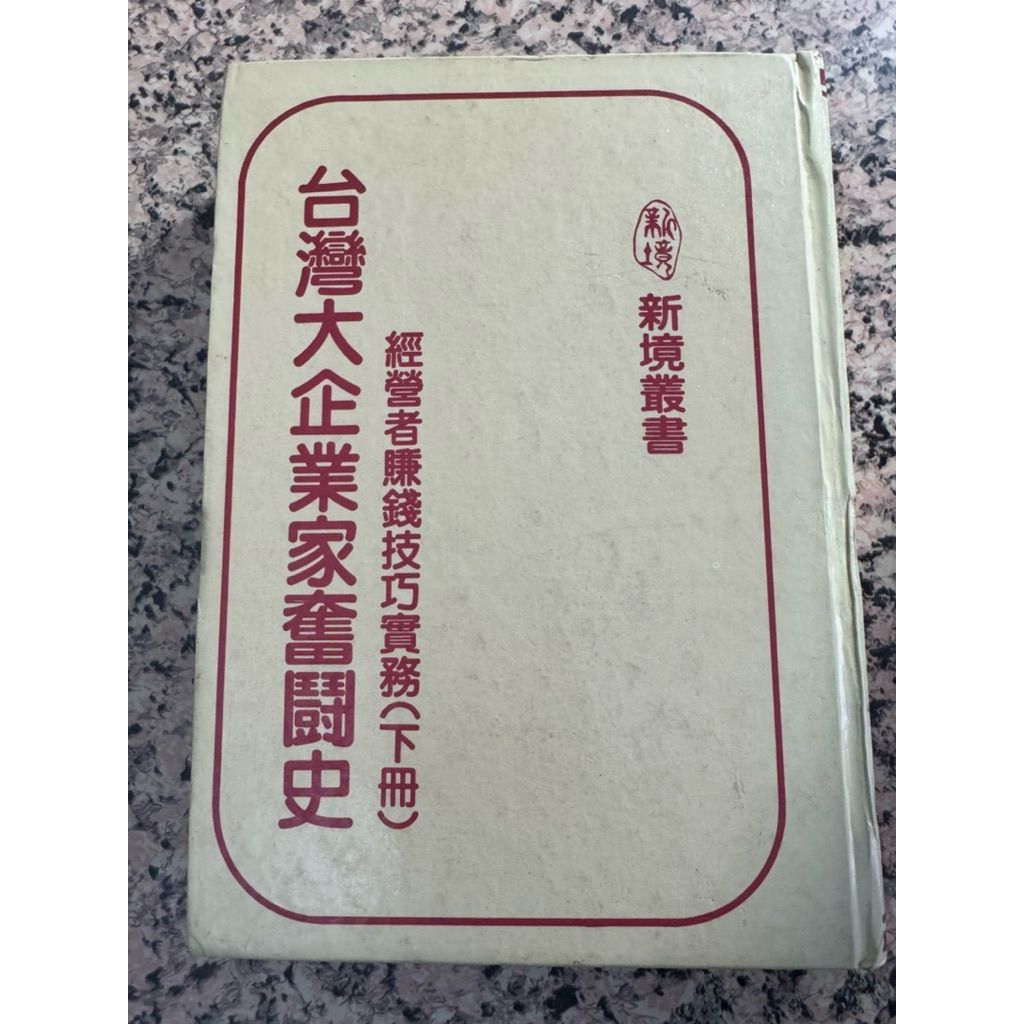 新境
新境叢書
經營者賺錢技巧實務(下冊)
台灣大企業家奮鬪史